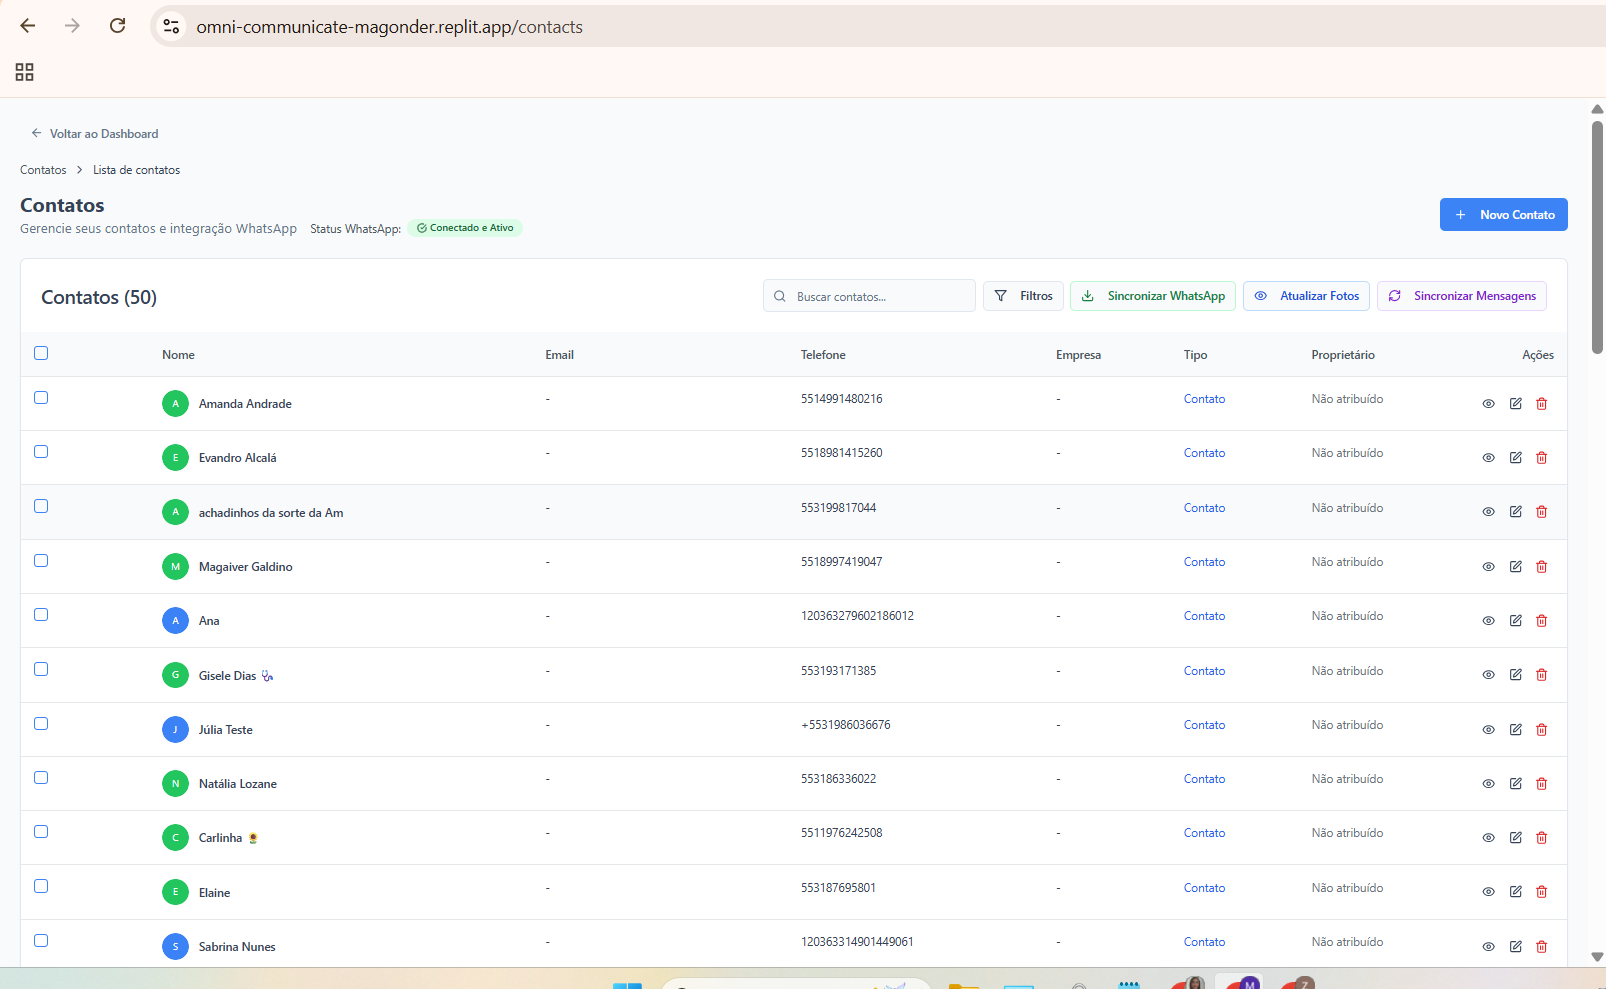 omni-communicate-magonder.replit.app/contacts
Voltar ao Dashboard
Contatos > Lista de contatos
Contatos
Gerencie seus contatos e integração WhatsApp Status WhatsApp: Conectado e Ativo
+ Novo Contato
Contatos (50)
Buscar contatos... Filtros Sincronizar WhatsApp Atualizar Fotos Sincronizar Mensagens
Nome Email Telefone Empresa Tipo Proprietário Ações
A Amanda Andrade - 5514991480216 - Contato Não atribuído
E Evandro Alcalá - 5518981415260 - Contato Não atribuído
A achadinhos da sorte da Am - 553199817044 - Contato Não atribuído
M Magaiver Galdino - 5518997419047 - Contato Não atribuído
A Ana - 120363279602186012 - Contato Não atribuído
G Gisele Dias 🩺 - 553193171385 - Contato Não atribuído
J Júlia Teste - +5531986036676 - Contato Não atribuído
N Natália Lozane - 553186336022 - Contato Não atribuído
C Carlinha 🌻 - 5511976242508 - Contato Não atribuído
E Elaine - 553187695801 - Contato Não atribuído
S Sabrina Nunes - 120363314901449061 - Contato Não atribuído
M Z